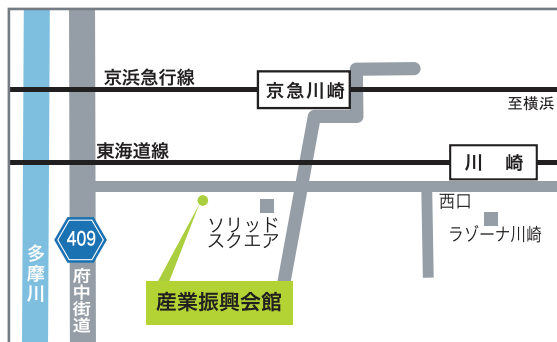 京浜急行線
京急川崎
至横浜
東海道線
川 崎
西口
ソリッド
スクエア
ラゾーナ川崎
409
多摩川
府中街道
産業振興会館